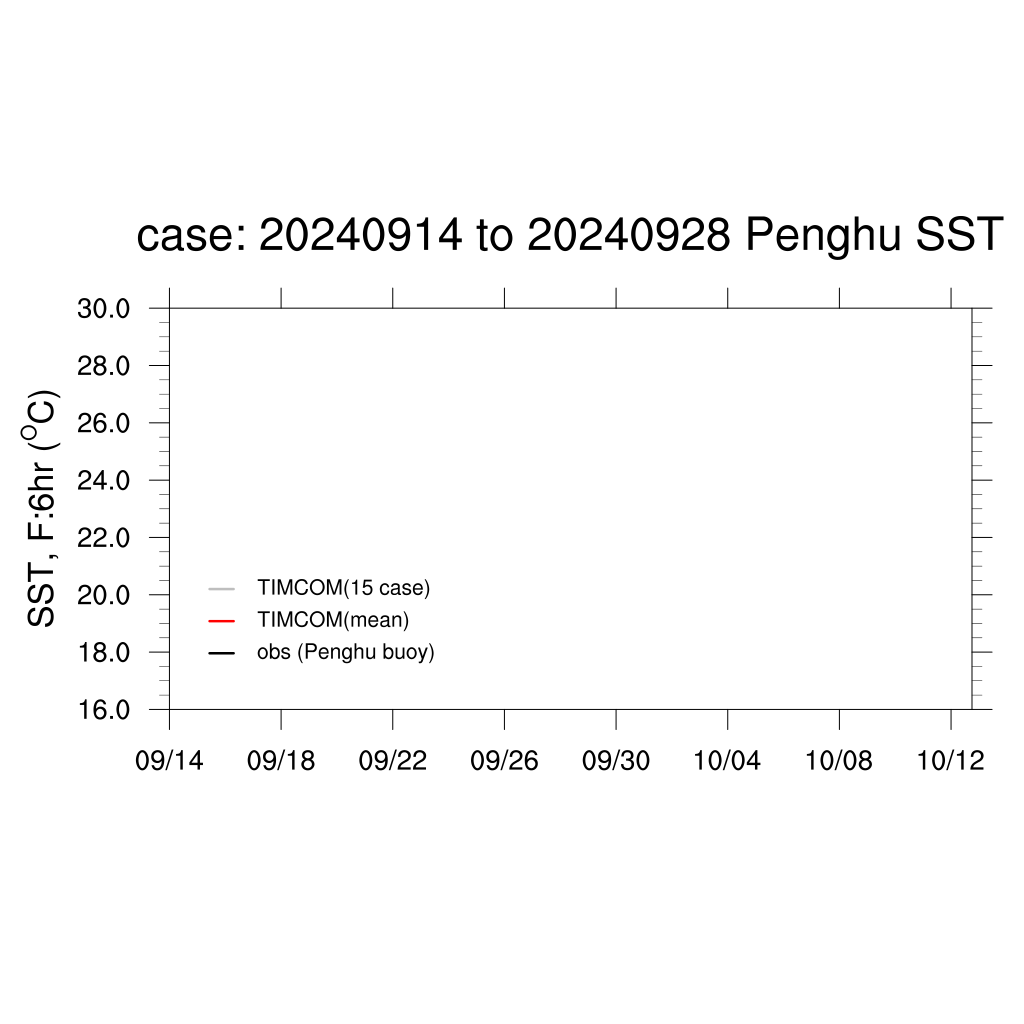 case: 20240914 to 20240928 Penghu SST
SST, F:6hr (°C)
30.0
28.0
26.0
24.0
22.0
20.0
18.0
16.0
TIMCOM(15 case)
TIMCOM(mean)
obs (Penghu buoy)
09/14 09/18 09/22 09/26 09/30 10/04 10/08 10/12